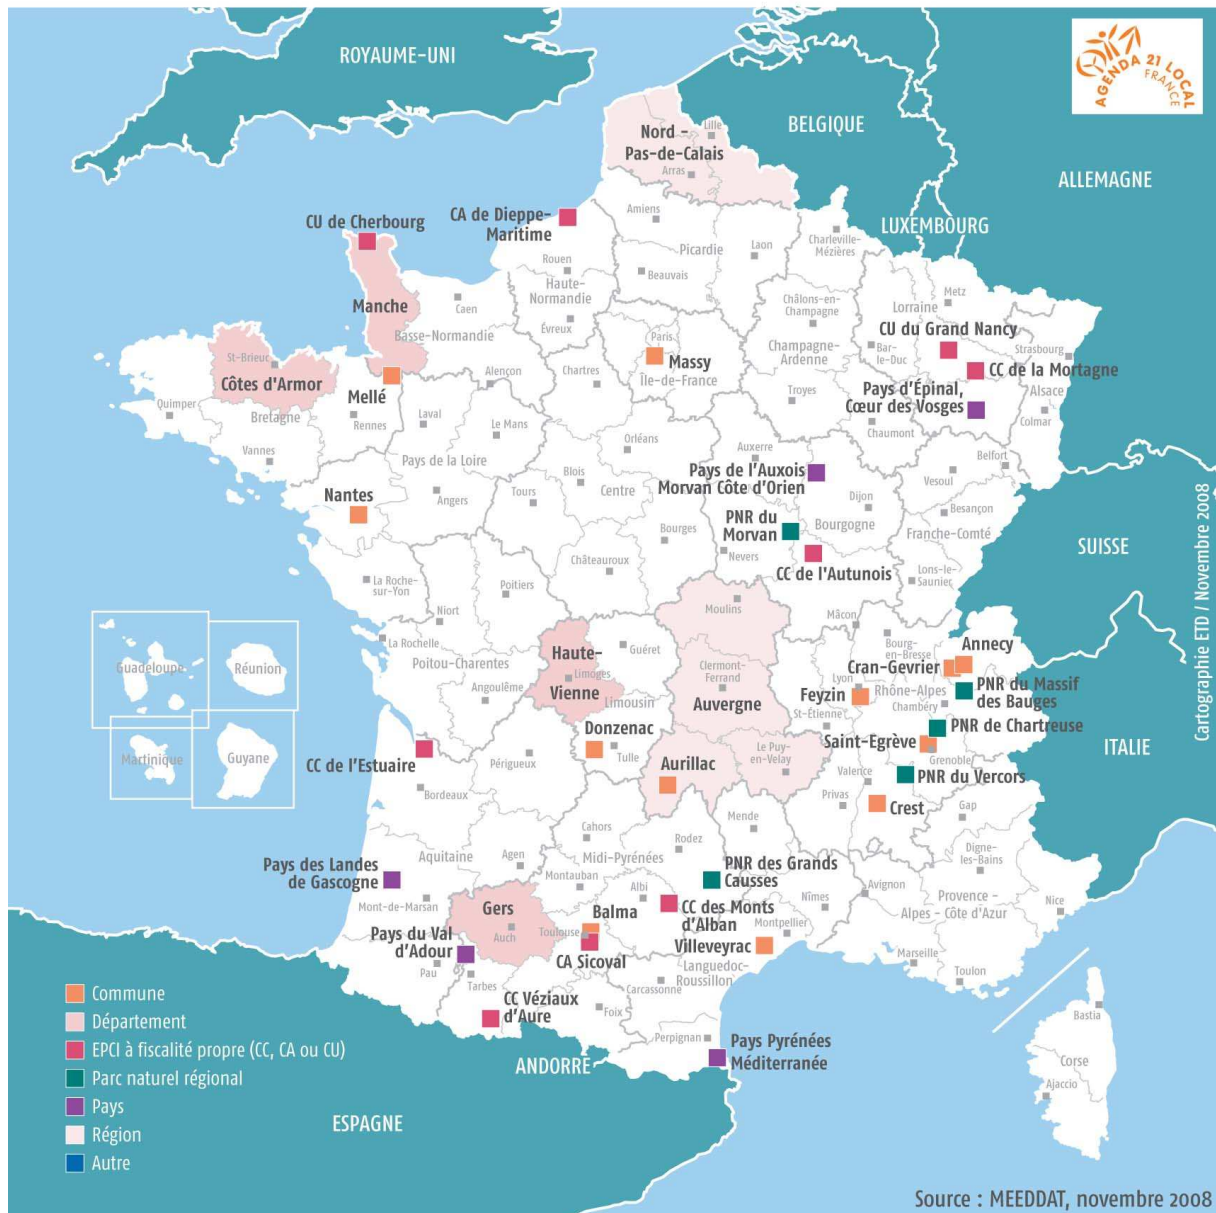 AGENDA 21 LOCAL
FRANCE
ROYAUME-UNI
BELGIQUE
ALLEMAGNE
LUXEMBOURG
SUISSE
ITALIE
ANDORRE
ESPAGNE
Nord -
Pas-de-Calais
Lille
Arras
CU de Cherbourg
CA de Dieppe-
Maritime
Amiens
Picardie
Laon
Charleville-
Mézières
Rouen
Haute-
Normandie
Beauvais
Manche
Caen
Basse-Normandie
Évreux
Châlons-en-
Champagne
Metz
Lorraine
CU du Grand Nancy
Paris
Massy
Île-de-France
Champagne-
Ardenne
Bar-
le-Duc
Strasbourg
CC de la Mortagne
St-Brieuc
Côtes d'Armor
Alençon
Chartres
Troyes
Pays d'Épinal,
Cœur des Vosges
Alsace
Colmar
Quimper
Bretagne
Mellé
Rennes
Laval
Le Mans
Chaumont
Vannes
Pays de la Loire
Orléans
Auxerre
Belfort
Pays de l'Auxois
Morvan Côte d'Orien
Vesoul
Nantes
Angers
Tours
Blois
Centre
Dijon
Besançon
PNR du
Morvan
Bourgogne
Franche-Comté
Bourges
Nevers
Châteauroux
CC de l'Autunois
Lons-le-
Saunier
La Roche-
sur-Yon
Poitiers
Moulins
Niort
Mâcon
La Rochelle
Haute-
Vienne
Limoges
Guéret
Bourg-
en-Bresse
Annecy
Guadeloupe
Réunion
Poitou-Charentes
Clermont-
Ferrand
Cran-Gevrier
Angoulême
Limousin
Auvergne
Feyzin
Lyon
Rhône-Alpes
PNR du Massif
des Bauges
Chambéry
St-Étienne
PNR de Chartreuse
Martinique
Guyane
Donzenac
Tulle
Saint-Egrève
Grenoble
CC de l'Estuaire
Périgueux
Aurillac
Le Puy-
en-Velay
Valence
PNR du Vercors
Bordeaux
Privas
Crest
Gap
Mende
Cahors
Rodez
Digne-
les-Bains
Pays des Landes
de Gascogne
Aquitaine
Agen
Midi-Pyrénées
Montauban
PNR des Grands
Causses
Avignon
Provence -
Alpes - Côte d'Azur
Nice
Mont-de-Marsan
Gers
Auch
Albi
Nîmes
Balma
Toulouse
CC des Monts
d'Alban
Montpellier
Pays du Val
d'Adour
Pau
Villeveyrac
Marseille
Toulon
CA Sicoval
Languedoc-
Roussillon
Tarbes
Carcassonne
CC Véziaux
d'Aure
Foix
Perpignan
Pays Pyrénées
Méditerranée
Bastia
Corse
Ajaccio
Commune
Département
EPCI à fiscalité propre (CC, CA ou CU)
Parc naturel régional
Pays
Région
Autre
Cartographie ETD / Novembre 2008
Source : MEEDDAT, novembre 2008